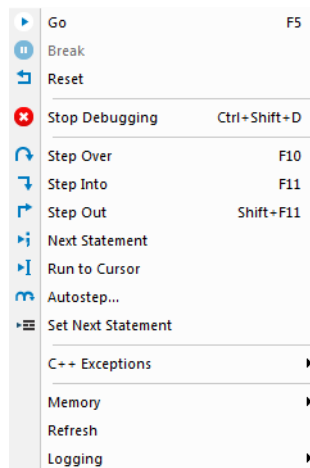 Go F5
Break
Reset
Stop Debugging Ctrl+Shift+D
Step Over F10
Step Into F11
Step Out Shift+F11
Next Statement
Run to Cursor
Autostep...
Set Next Statement
C++ Exceptions
Memory
Refresh
Logging